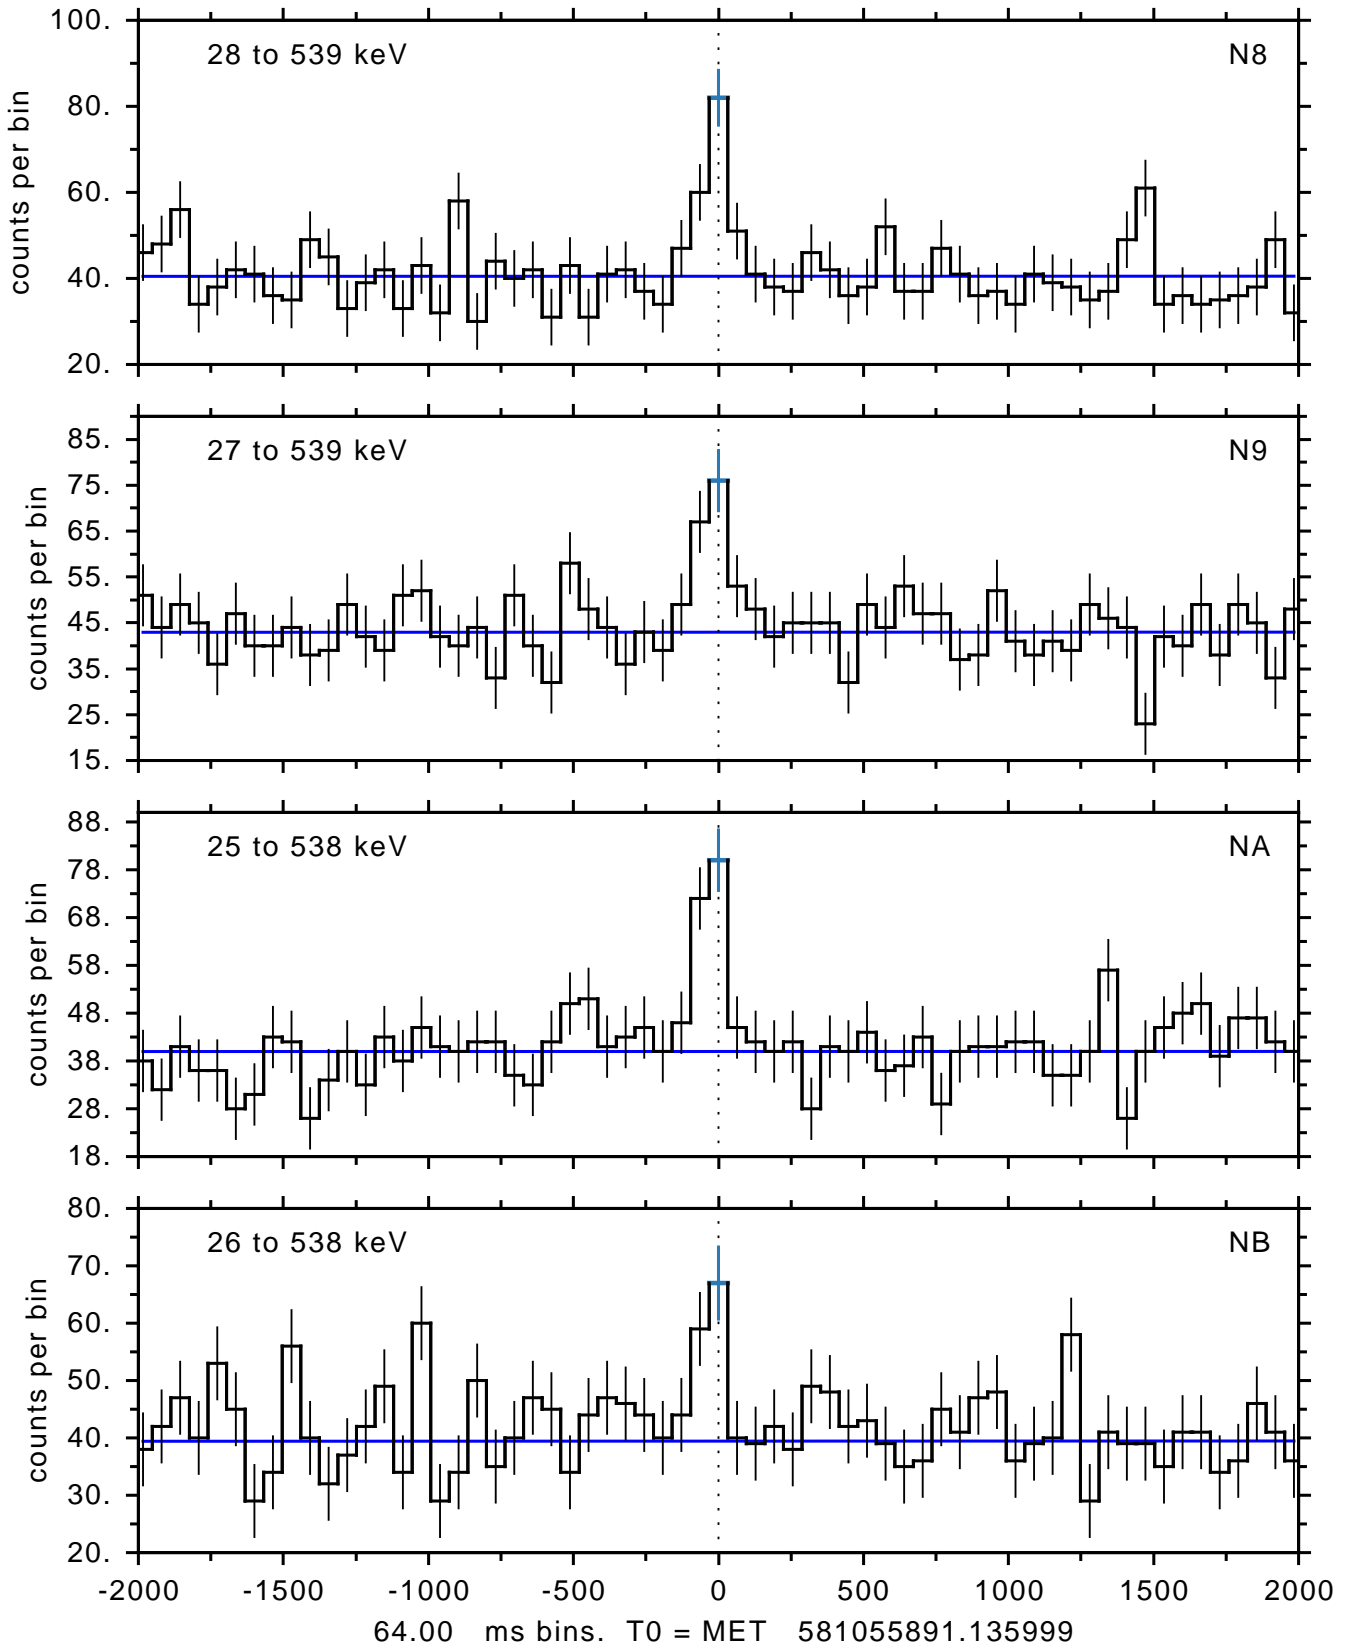 100.
80.
60.
40.
20.
counts per bin
28 to 539 keV
N8
85.
75.
65.
55.
45.
35.
25.
15.
counts per bin
27 to 539 keV
N9
88.
78.
68.
58.
48.
38.
28.
18.
counts per bin
25 to 538 keV
NA
80.
70.
60.
50.
40.
30.
20.
counts per bin
26 to 538 keV
NB
-2000 -1500 -1000 -500 0 500 1000 1500 2000
64.00 ms bins. T0 = MET 581055891.135999